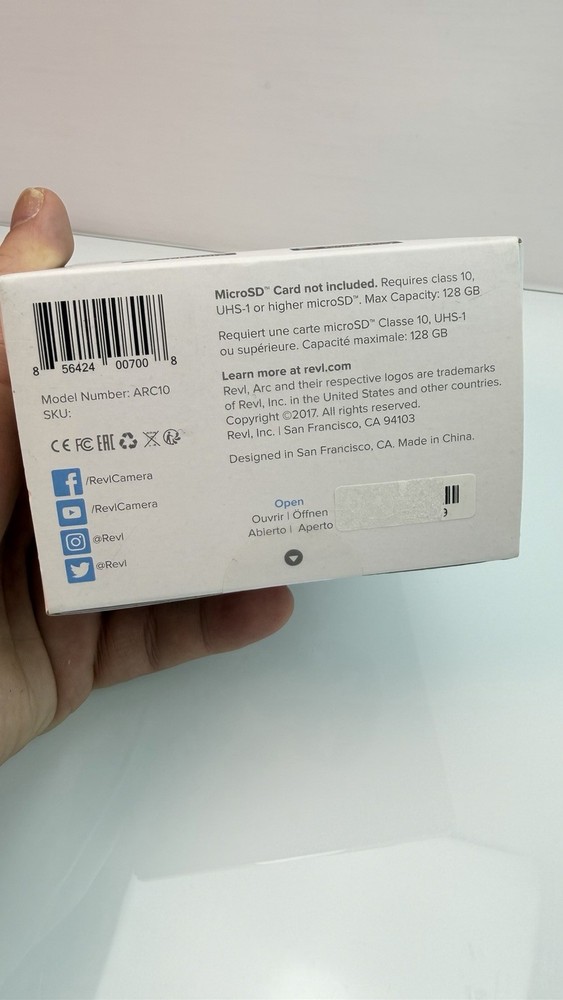 8 56424 00700 8
Model Number: ARC10
SKU:
CE FC EAC
/RevlCamera
/RevlCamera
@Revl
@Revl
MicroSD™ Card not included. Requires class 10,
UHS-1 or higher microSD™. Max Capacity: 128 GB
Requiert une carte microSD™ Classe 10, UHS-1
ou supérieure. Capacité maximale: 128 GB
Learn more at revl.com
Revl, Arc and their respective logos are trademarks
of Revl, Inc. in the United States and other countries.
Copyright ©2017. All rights reserved.
Revl, Inc. | San Francisco, CA 94103
Designed in San Francisco, CA. Made in China.
Open
Ouvrir | Öffnen
Abierto | Aperto